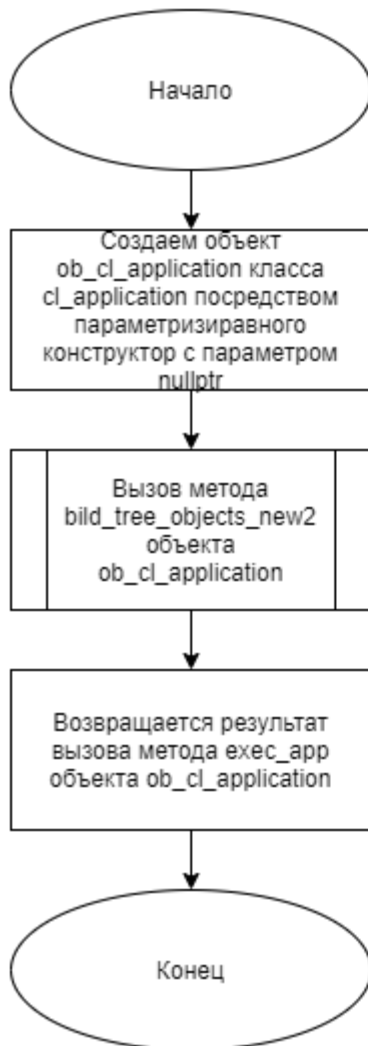 Начало
Создаем объект
ob_cl_application класса
cl_application посредством
параметризиравного
конструктор с параметром
nullptr
Вызов метода
bild_tree_objects_new2
объекта
ob_cl_application
Возвращается результат
вызова метода exec_app
объекта ob_cl_application
Конец